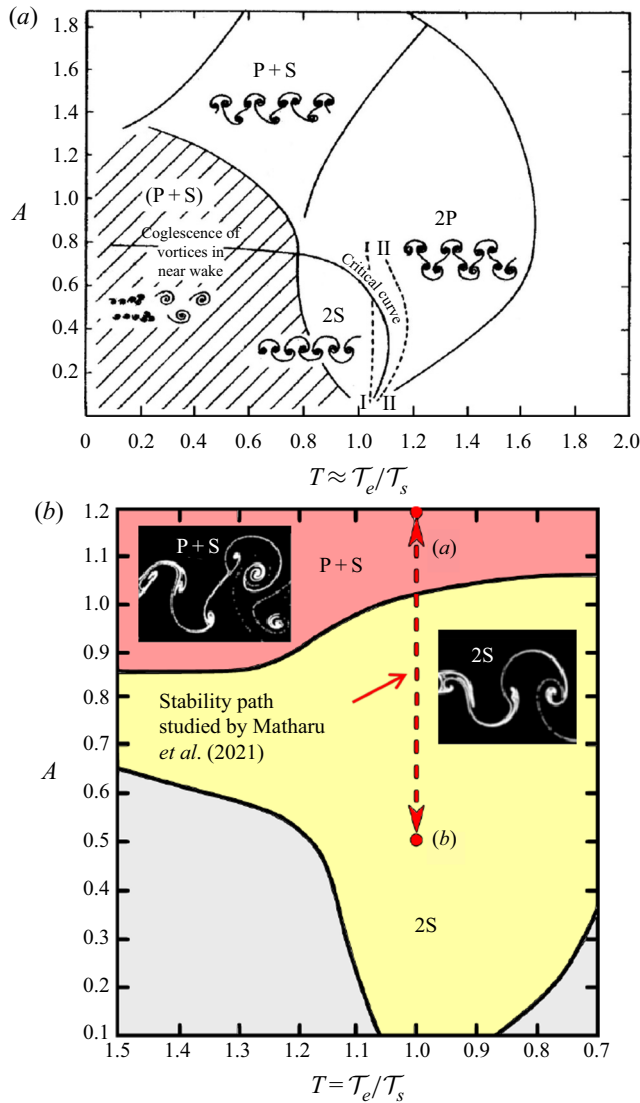 (a)
1.8
1.6
1.4
1.2
1.0
0.8
0.6
0.4
0.2
A
P + S
(P + S)
Coglescence of
vortices in
near wake
2P
2S
I
II
Critical curve
I
II
0
0.2
0.4
0.6
0.8
1.0
1.2
1.4
1.6
1.8
2.0
T ≈ 𝒯e/𝒯s
(b)
1.2
1.1
1.0
0.9
0.8
0.7
0.6
0.5
0.4
0.3
0.2
0.1
A
P + S
P + S
(a)
2S
Stability path
studied by Matharu
et al. (2021)
(b)
2S
1.5
1.4
1.3
1.2
1.1
1.0
0.9
0.8
0.7
T = 𝒯e/𝒯s